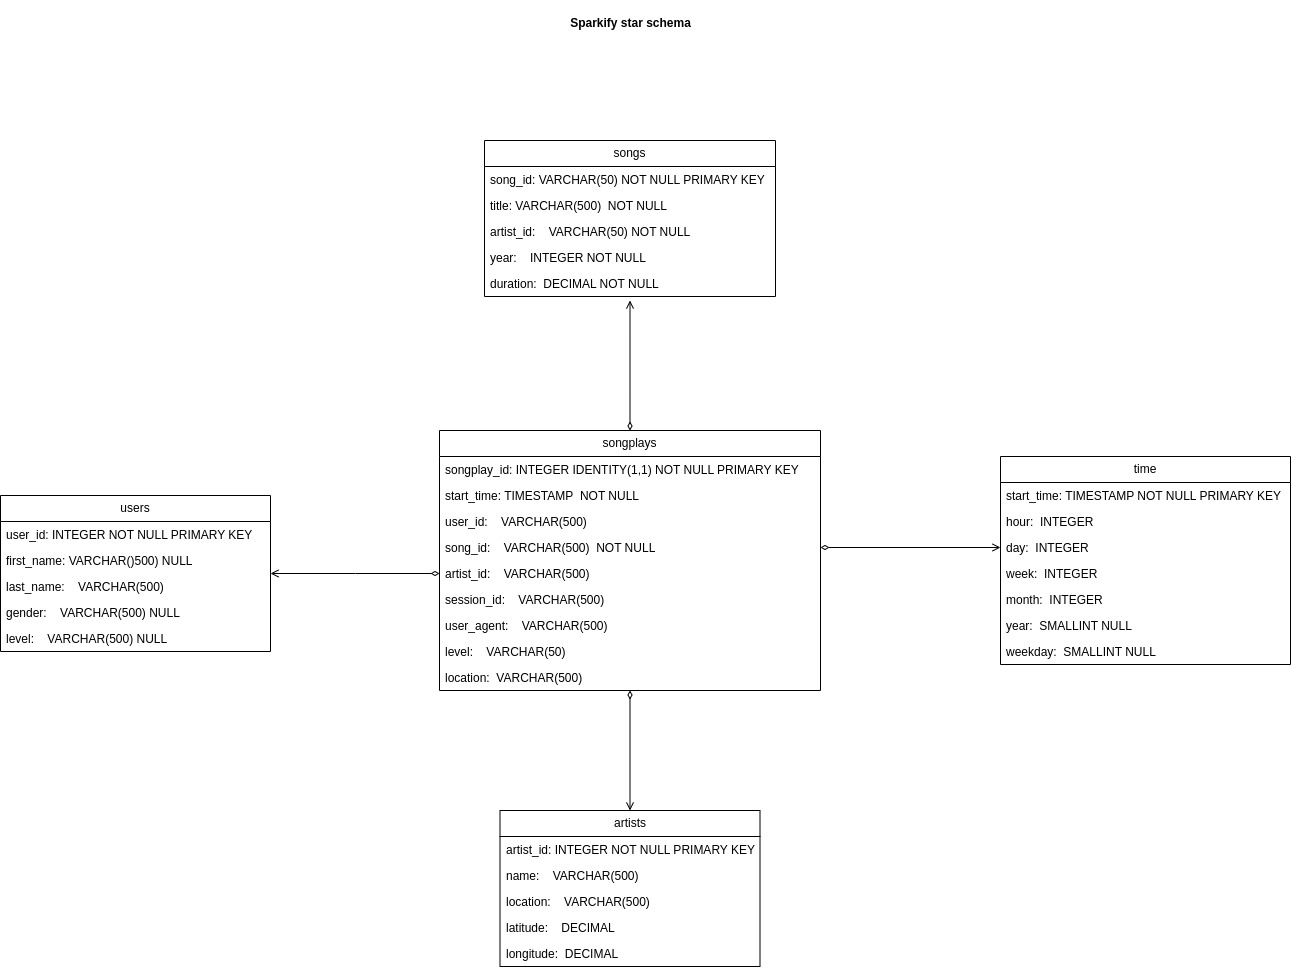 Sparkify star schema
songs
song_id: VARCHAR(50) NOT NULL PRIMARY KEY
title: VARCHAR(500) NOT NULL
artist_id: VARCHAR(50) NOT NULL
year: INTEGER NOT NULL
duration: DECIMAL NOT NULL
songplays
songplay_id: INTEGER IDENTITY(1,1) NOT NULL PRIMARY KEY
start_time: TIMESTAMP NOT NULL
user_id: VARCHAR(500)
song_id: VARCHAR(500) NOT NULL
artist_id: VARCHAR(500)
session_id: VARCHAR(500)
user_agent: VARCHAR(500)
level: VARCHAR(50)
location: VARCHAR(500)
users
user_id: INTEGER NOT NULL PRIMARY KEY
first_name: VARCHAR()500) NULL
last_name: VARCHAR(500)
gender: VARCHAR(500) NULL
level: VARCHAR(500) NULL
time
start_time: TIMESTAMP NOT NULL PRIMARY KEY
hour: INTEGER
day: INTEGER
week: INTEGER
month: INTEGER
year: SMALLINT NULL
weekday: SMALLINT NULL
artists
artist_id: INTEGER NOT NULL PRIMARY KEY
name: VARCHAR(500)
location: VARCHAR(500)
latitude: DECIMAL
longitude: DECIMAL